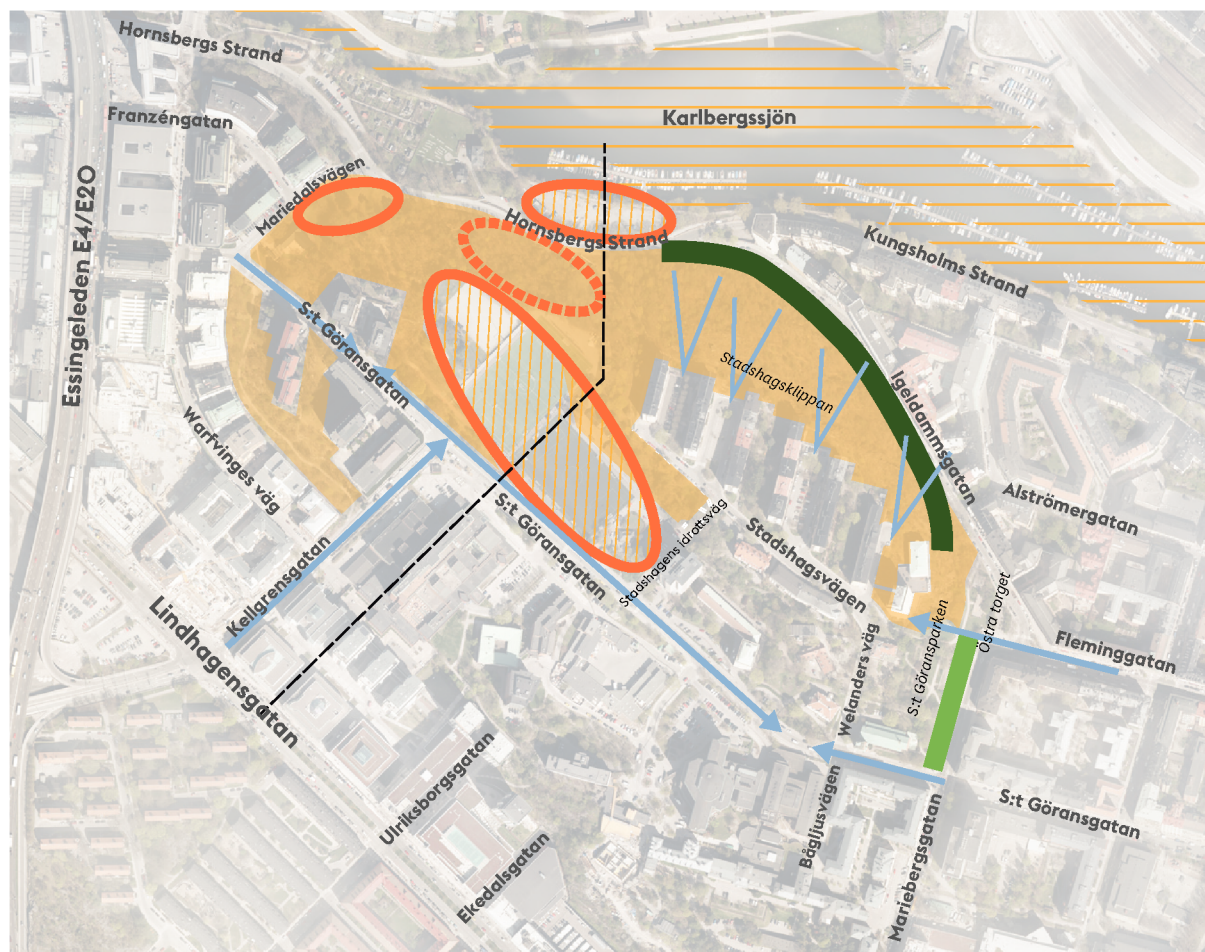 Hornsbergs Strand
Karlbergssjön
Franzéngatan
Mariedalsvägen
Essingeleden E4/E20
Hornsbergs Strand
Kungsholms Strand
S:t Göransgatan
Stadshagsklippan
Igeldammsgatan
Warfvinges väg
Alströmergatan
S:t Göransgatan
Stadshagens idrottsväg
Stadshagsvägen
Kellgrensgatan
Lindhagensgatan
Welanders väg
S:t Göransparken
Östra torget
Fleminggatan
Ulriksborgsgatan
Ekedalsgatan
Bågljusvägen
Mariebergsgatan
S:t Göransgatan